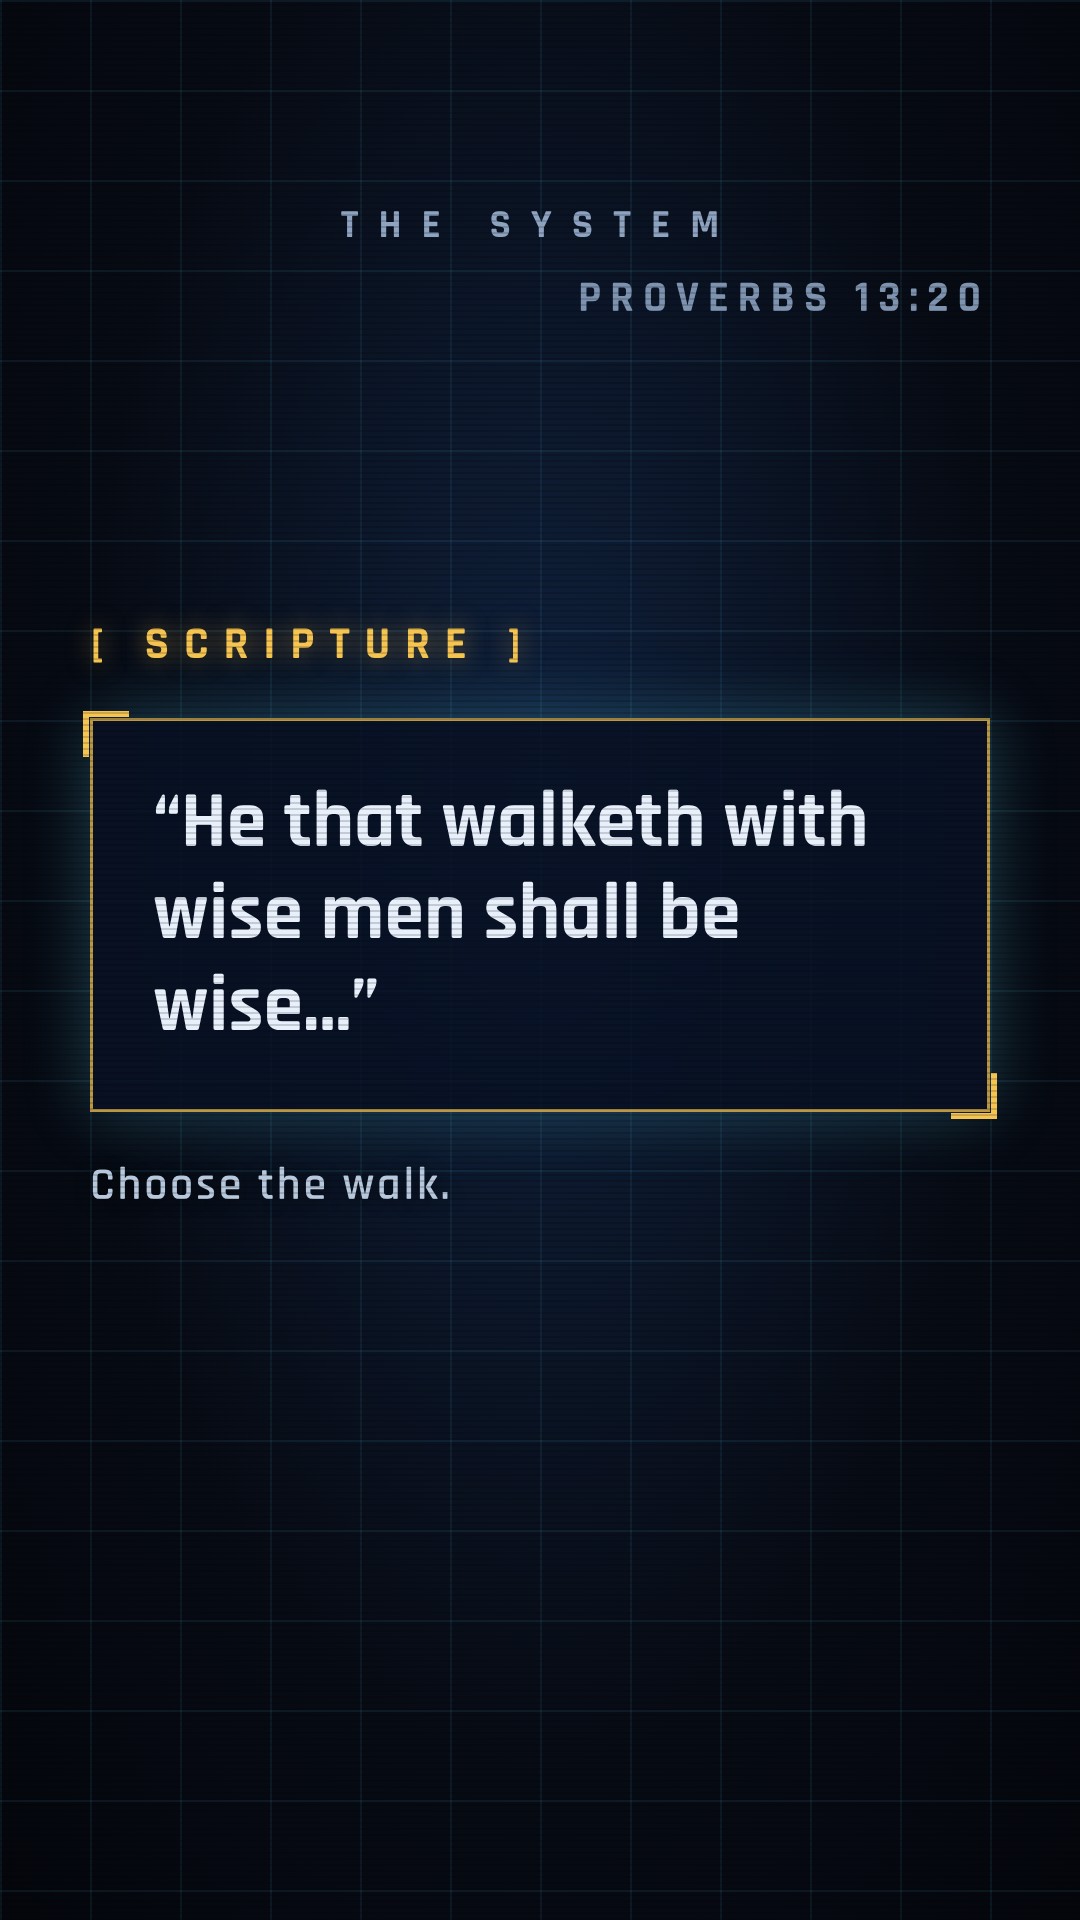 THE SYSTEM
PROVERBS 13:20
[ SCRIPTURE ]
“He that walketh with
wise men shall be
wise...”
Choose the walk.